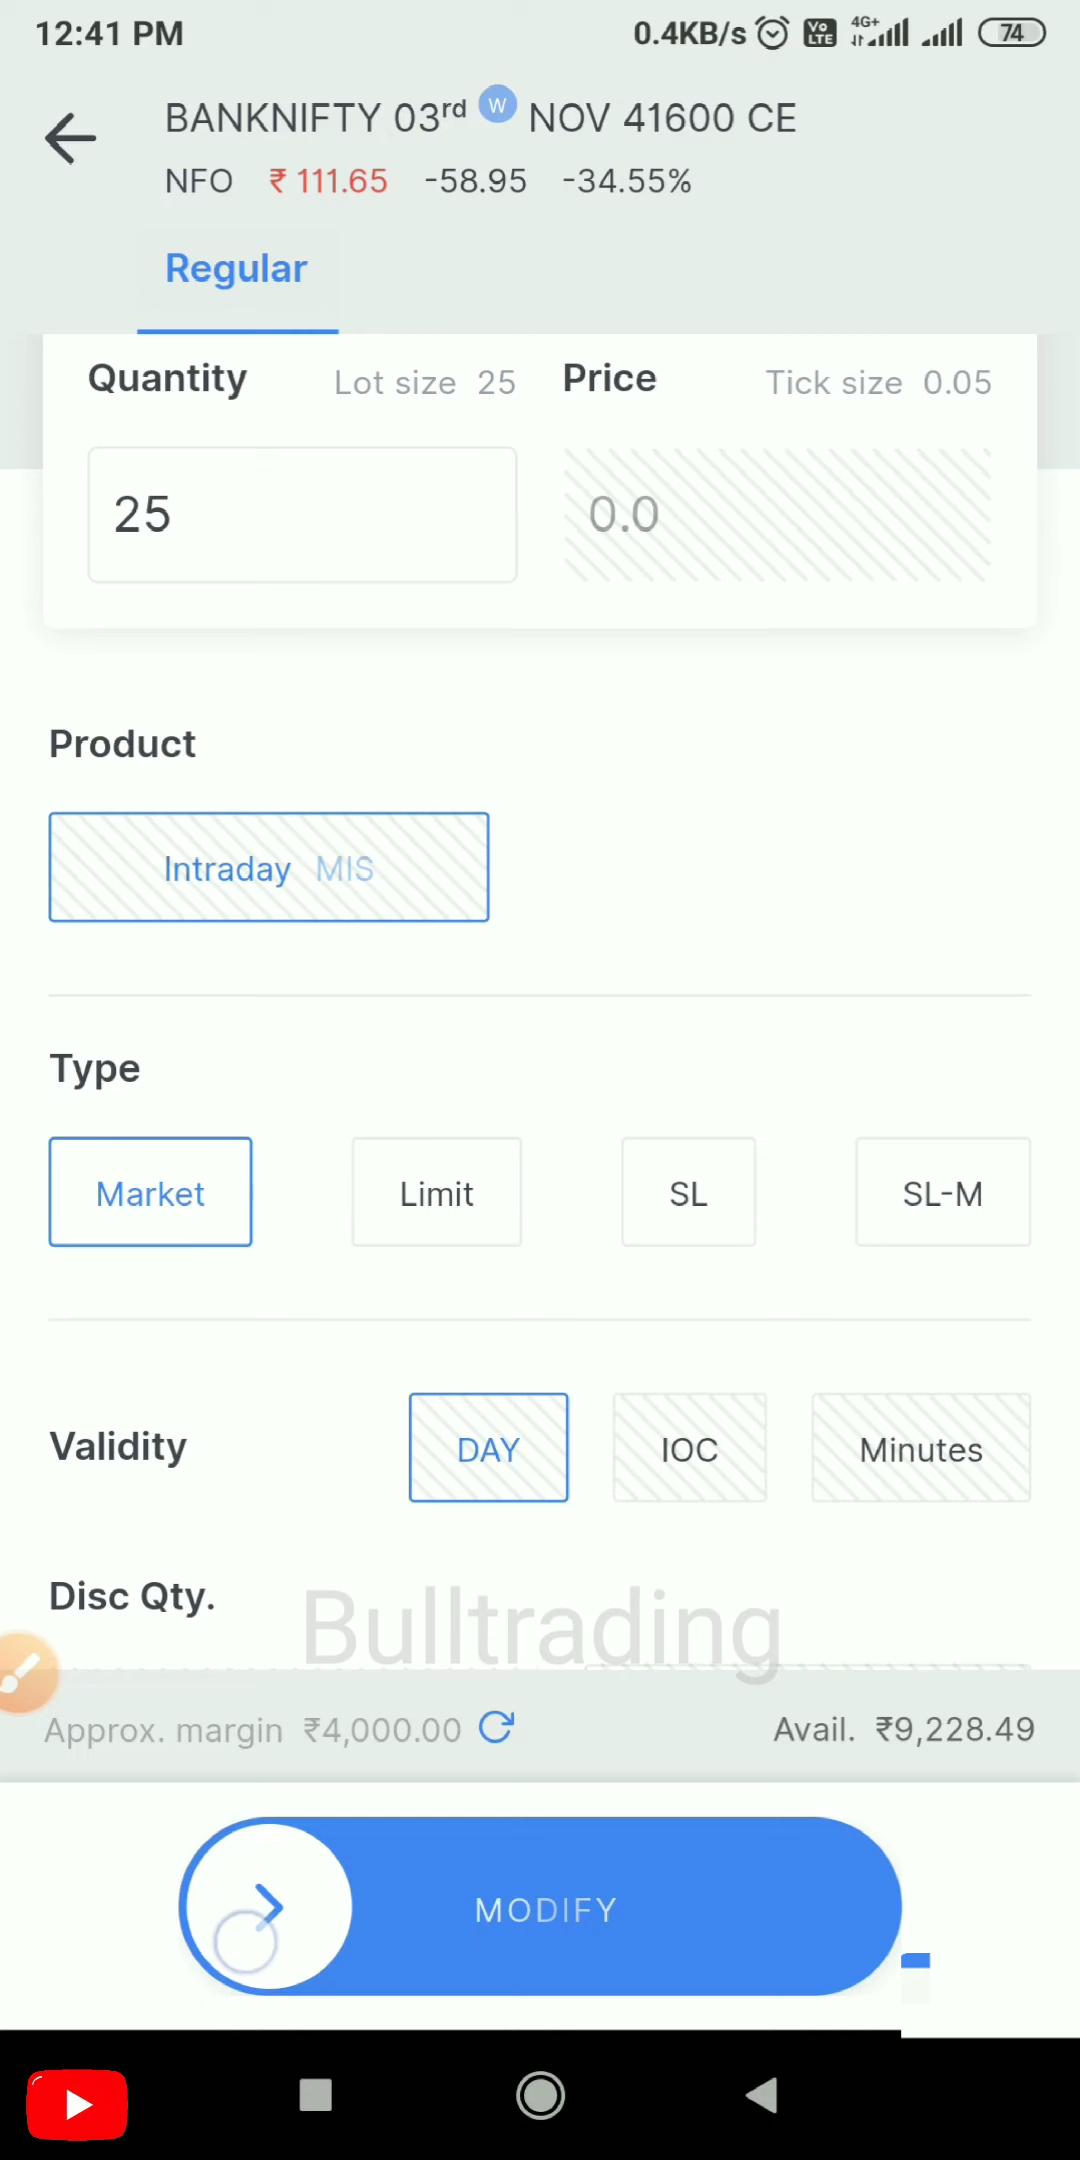 12:41 PM 0.4KB/s Vo LTE 4G+ 74
BANKNIFTY 03rd W NOV 41600 CE
NFO ₹ 111.65 -58.95 -34.55%
Regular
Quantity Lot size 25 Price Tick size 0.05
25 0.0
Product
Intraday MIS
Type
Market Limit SL SL-M
Validity DAY IOC Minutes
Disc Qty.
Bulltrading
Approx. margin ₹4,000.00 Avail. ₹9,228.49
MODIFY